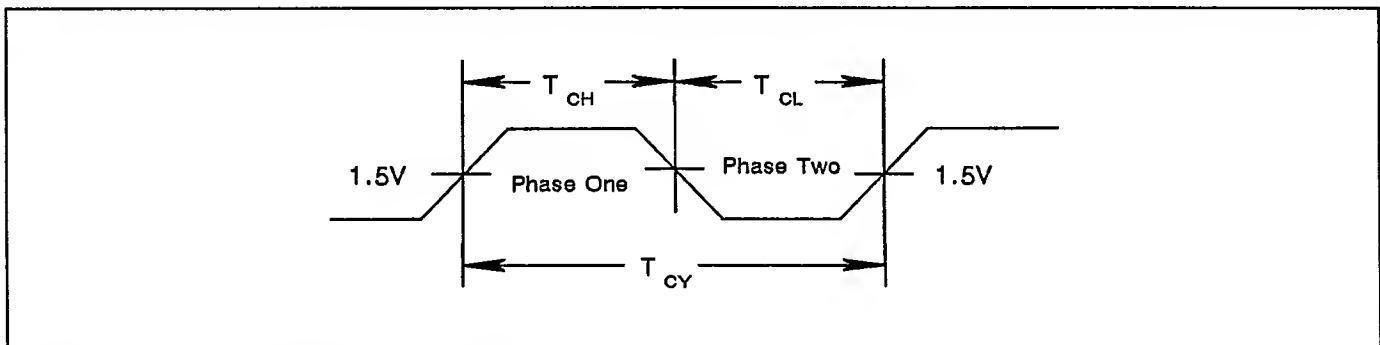 T CH
T CL
1.5V
Phase One
Phase Two
1.5V
T CY